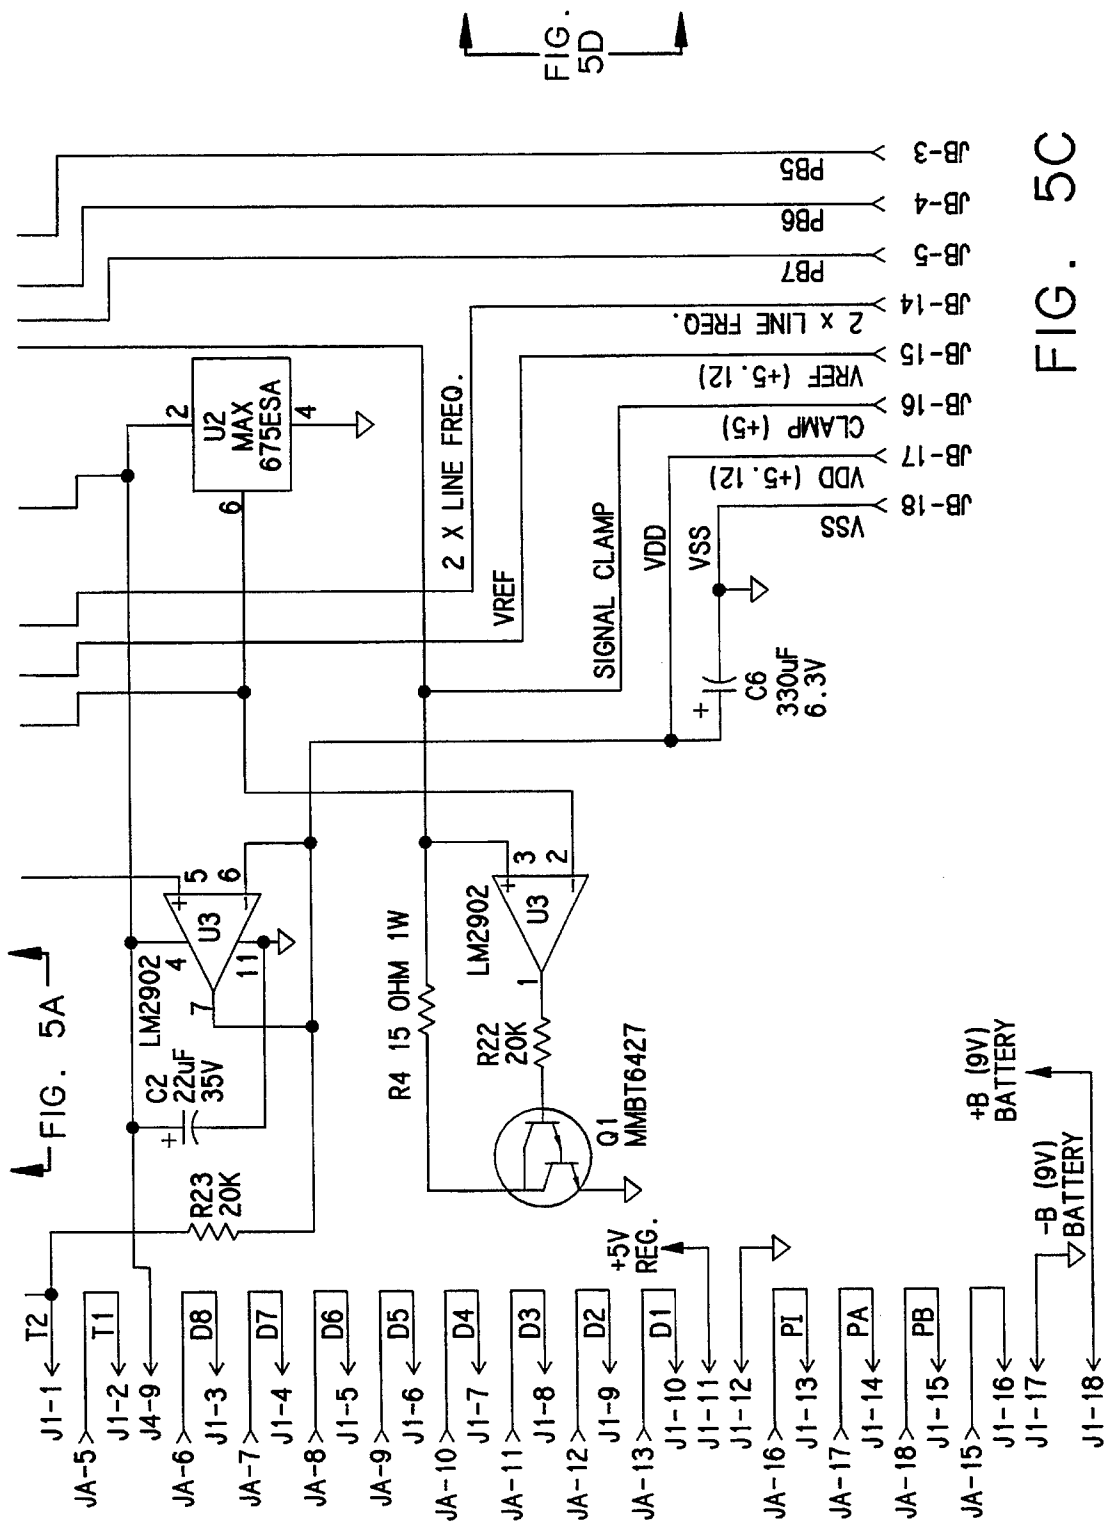 FIG. 5A
FIG.
5D
T2
J1-1
JA-5
T1
J1-2
J4-9
JA-6
D8
J1-3
JA-7
D7
J1-4
JA-8
D6
J1-5
JA-9
D5
J1-6
JA-10
D4
J1-7
JA-11
D3
J1-8
JA-12
D2
J1-9
JA-13
D1
J1-10
J1-11
+5V
REG.
J1-12
JA-16
PI
J1-13
JA-17
PA
J1-14
JA-18
PB
J1-15
JA-15
J1-16
J1-17
-B (9V)
BATTERY
J1-18
+B (9V)
BATTERY
R23
20K
C2
22uF
35V
+
LM2902
U3
4
5
+
6
-
7
11
R4 15 OHM 1W
LM2902
U3
3
+
2
-
1
R22
20K
Q1
MMBT6427
U2
MAX
675ESA
2
4
6
2 X LINE FREQ.
VREF
SIGNAL CLAMP
VDD
VSS
+
C6
330uF
6.3V
PB5
JB-3
PB6
JB-4
PB7
JB-5
2 x LINE FREQ.
JB-14
VREF (+5.12)
JB-15
CLAMP (+5)
JB-16
VDD (+5.12)
JB-17
VSS
JB-18
FIG. 5C